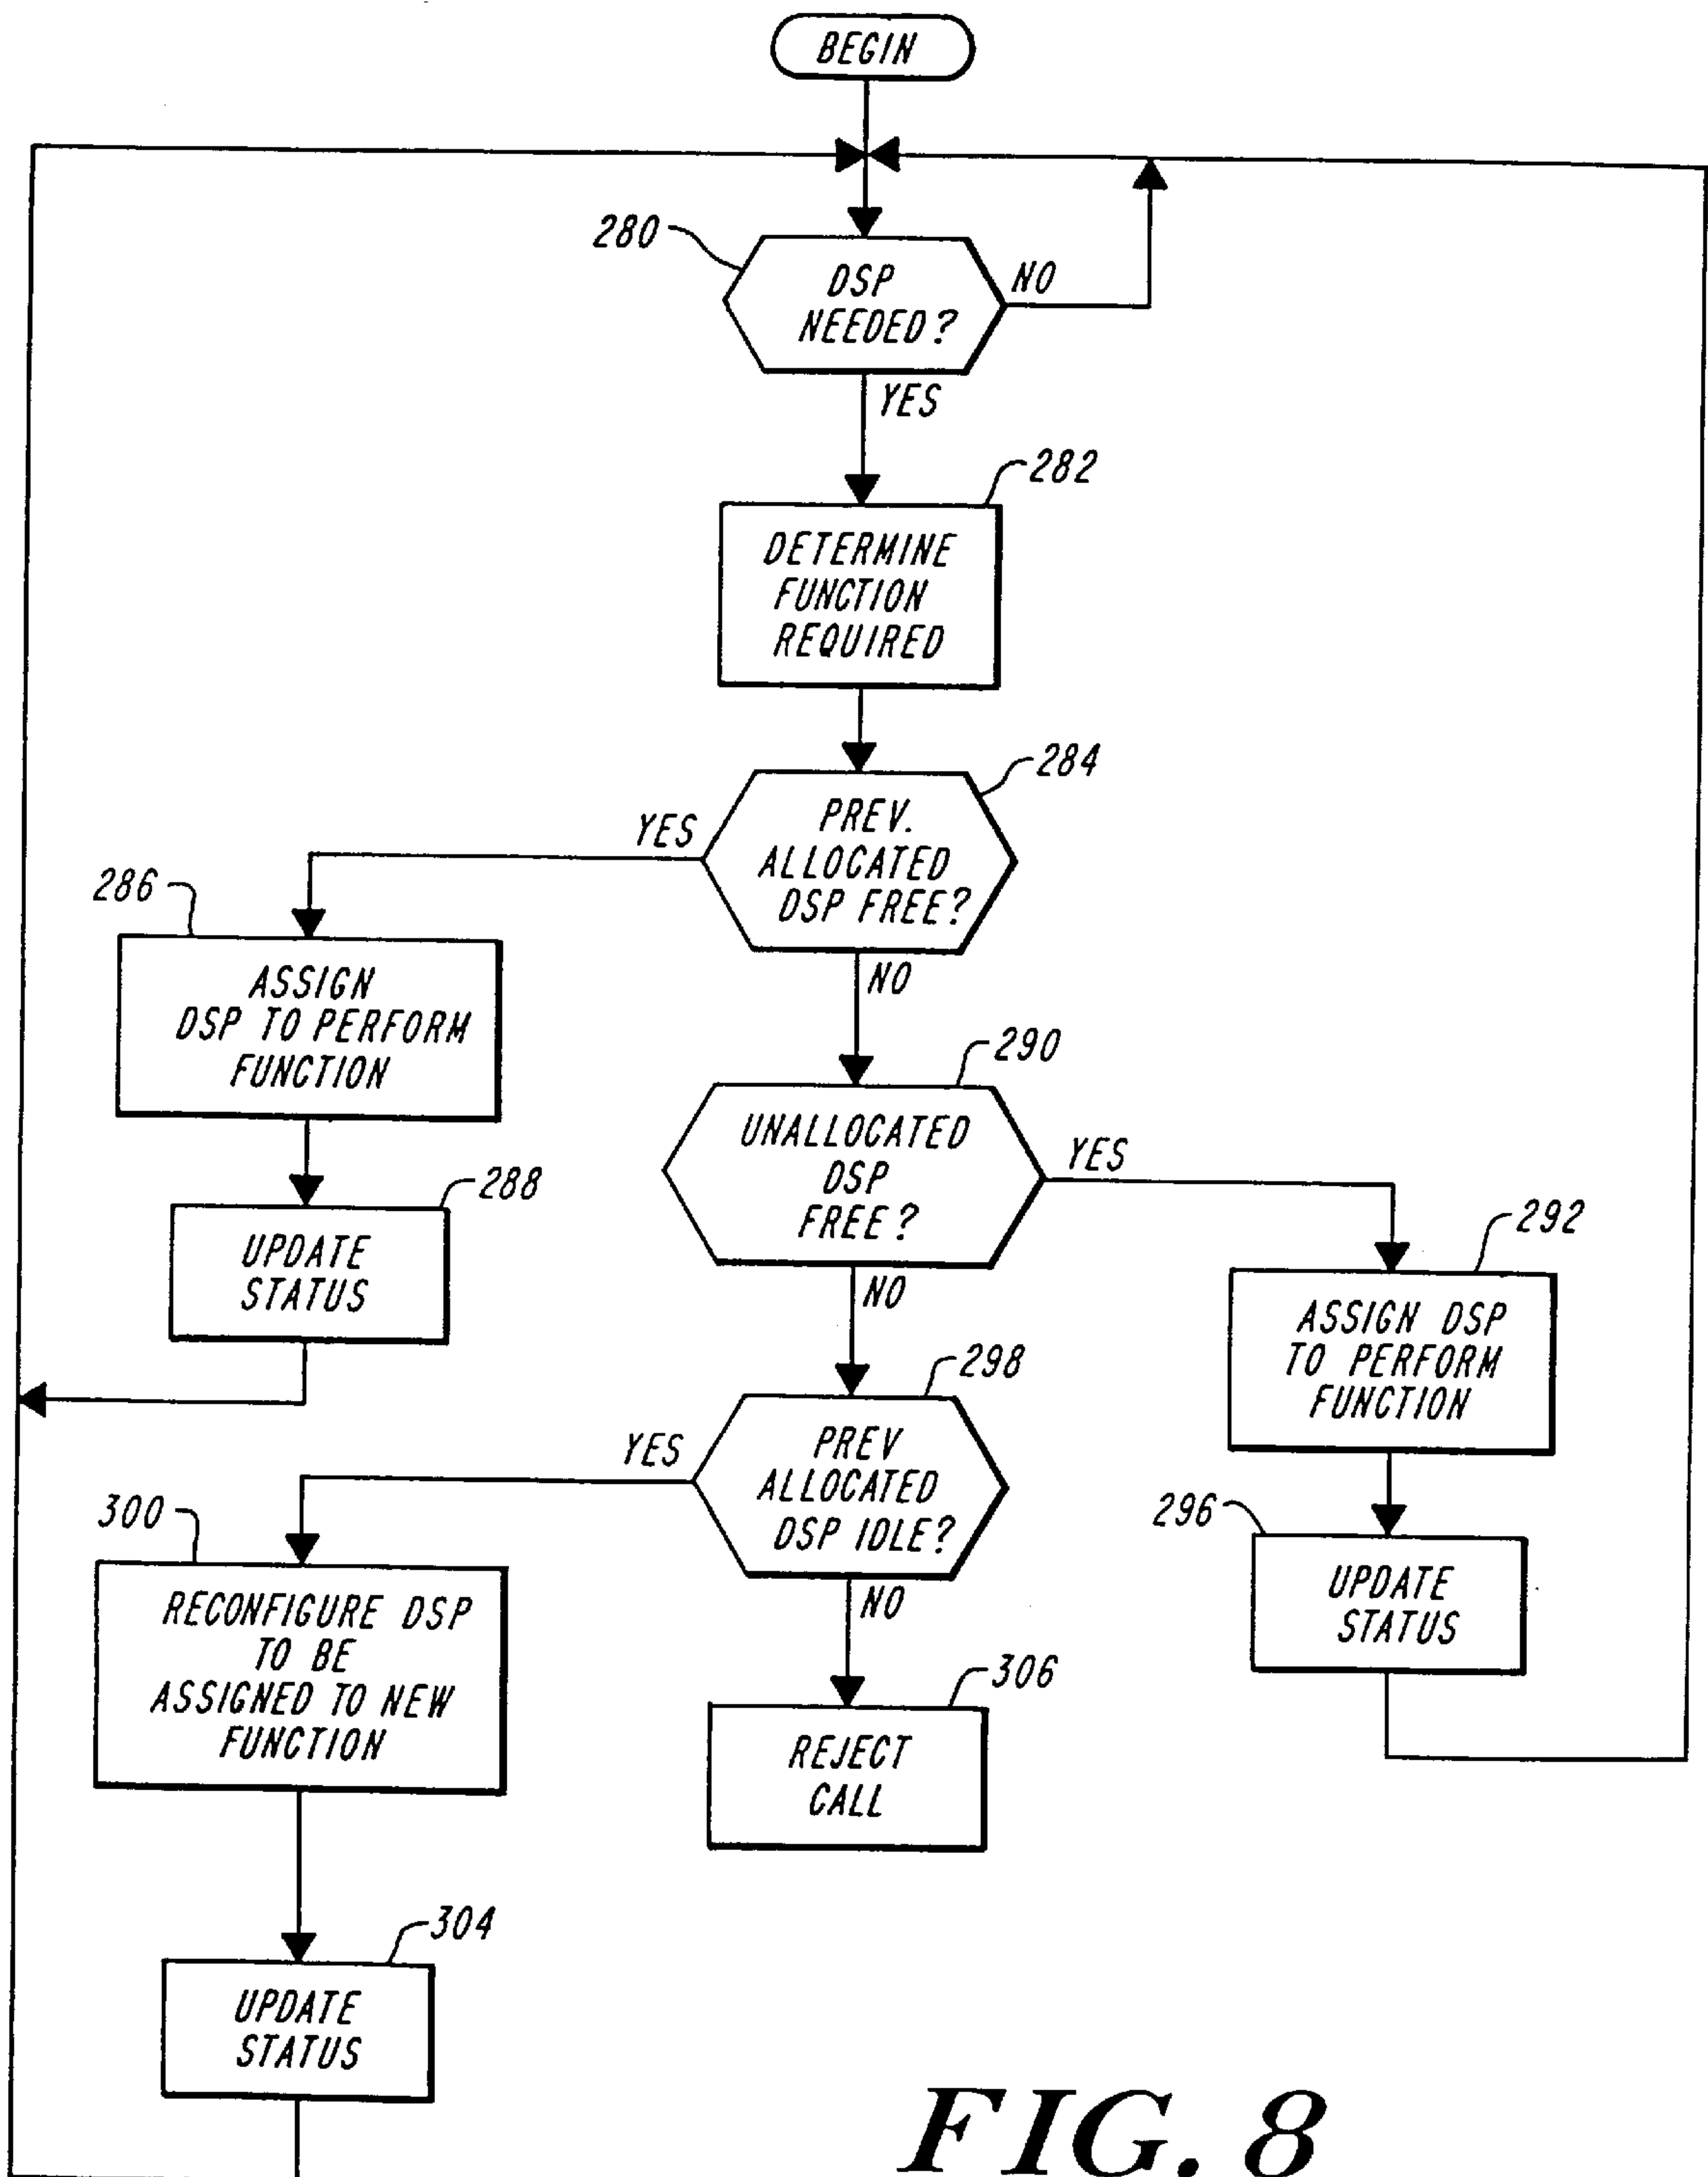 BEGIN
280
DSP
NEEDED?
NO
YES
282
DETERMINE
FUNCTION
REQUIRED
284
PREV.
ALLOCATED
DSP FREE?
YES
NO
286
ASSIGN
DSP TO PERFORM
FUNCTION
288
UPDATE
STATUS
290
UNALLOCATED
DSP
FREE?
YES
NO
292
ASSIGN DSP
TO PERFORM
FUNCTION
296
UPDATE
STATUS
298
PREV
ALLOCATED
DSP IDLE?
YES
NO
300
RECONFIGURE DSP
TO BE
ASSIGNED TO NEW
FUNCTION
304
UPDATE
STATUS
306
REJECT
CALL
FIG. 8